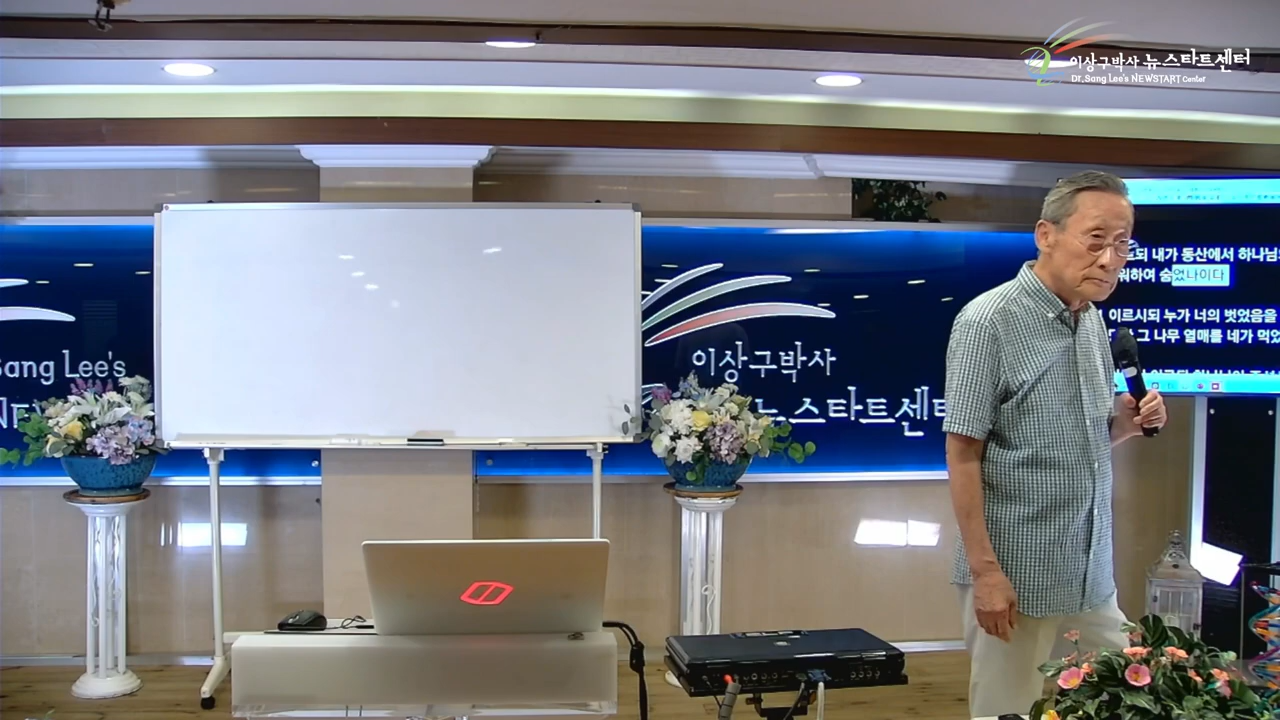 이상구박사 뉴스타트센터
Dr. Sang Lee's NEWSTART Center
되 내가 동산에서 하나님의
워하여 숨었나이다
이르시되 누가 너의 벗었음을
그 나무 열매를 네가 먹었
Sang Lee's
이상구박사
뉴스타트센터